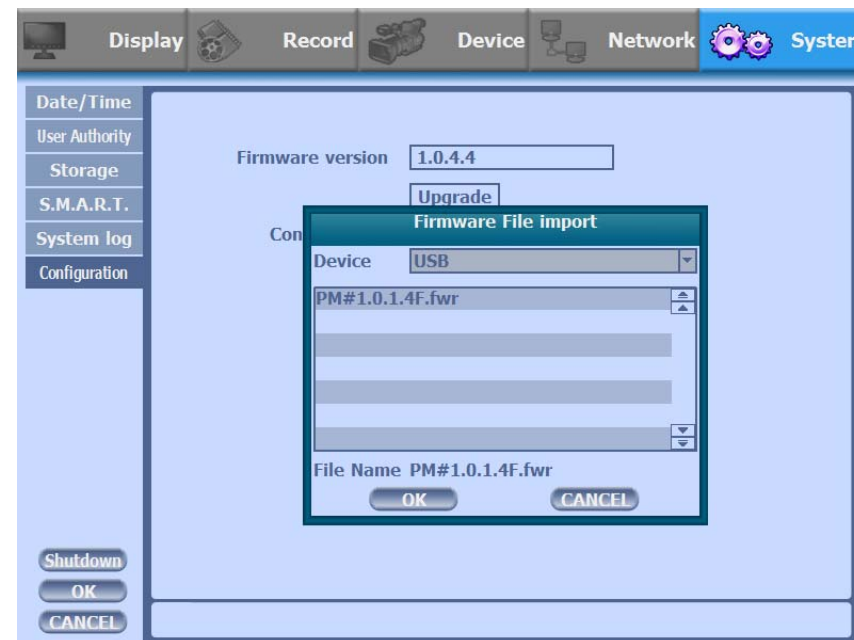 Display Record Device Network Syster
Date/Time
User Authority
Storage
S.M.A.R.T.
System log
Configuration
Firmware version 1.0.4.4
Upgrade
Con
Firmware File import
Device USB
PM#1.0.1.4F.fwr
File Name PM#1.0.1.4F.fwr
OK CANCEL
Shutdown
OK
CANCEL